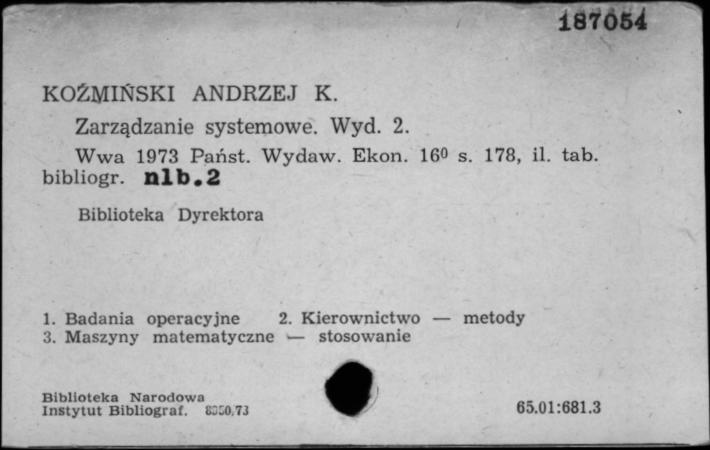 187054
KOŹMIŃSKI ANDRZEJ K.
Zarządzanie systemowe. Wyd. 2.
Wwa 1973 Państ. Wydaw. Ekon. 16⁰ s. 178, il. tab.
bibliogr. nlb.2
Biblioteka Dyrektora
1. Badania operacyjne 2. Kierownictwo — metody
3. Maszyny matematyczne — stosowanie
Biblioteka Narodowa
Instytut Bibliograf.
65.01:681.3